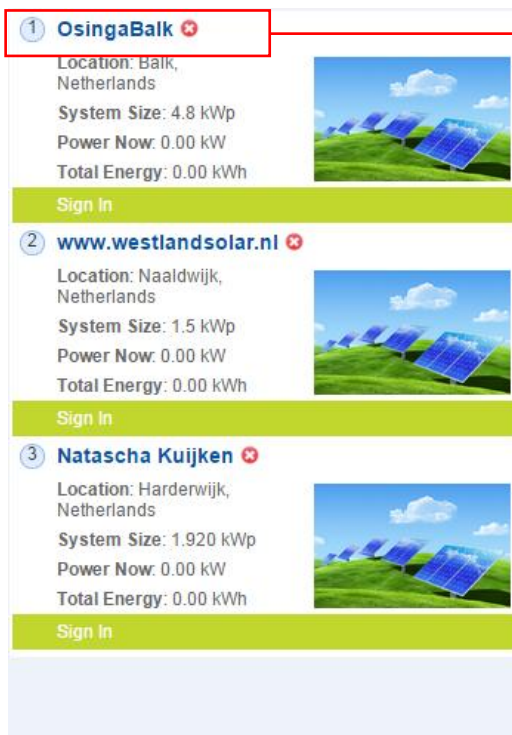 1 OsingaBalk
Location: Balk,
Netherlands
System Size: 4.8 kWp
Power Now: 0.00 kW
Total Energy: 0.00 kWh
Sign In
2 www.westlandsolar.nl
Location: Naaldwijk,
Netherlands
System Size: 1.5 kWp
Power Now: 0.00 kW
Total Energy: 0.00 kWh
Sign In
3 Natascha Kuijken
Location: Harderwijk,
Netherlands
System Size: 1.920 kWp
Power Now: 0.00 kW
Total Energy: 0.00 kWh
Sign In